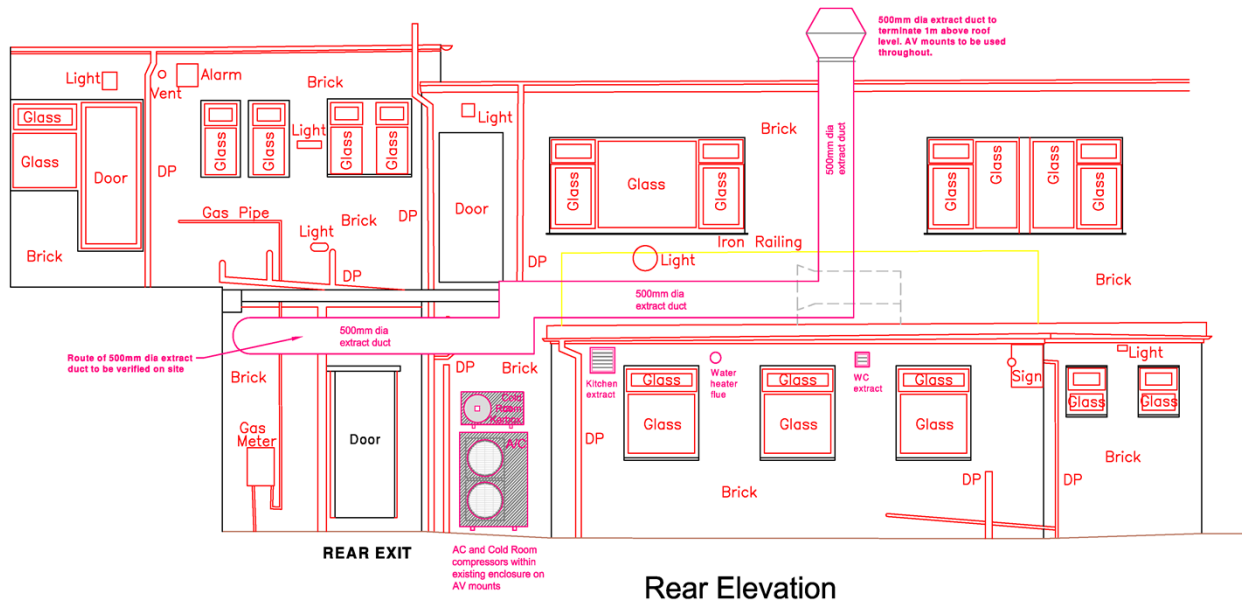 500mm dia extract duct to
terminate 1m above roof
level. AV mounts to be used
throughout.
Light
Vent
Alarm
Brick
Light
Glass
Glass
Door
DP
Glass
Glass
Light
Glass
Glass
Brick
500mm dia
extract duct
Glass
Glass
Glass
Glass
Glass
Glass
Glass
Door
Gas Pipe
Brick
DP
Light
DP
Brick
Iron Railing
DP
Light
Brick
500mm dia
extract duct
500mm dia
extract duct
Route of 500mm dia extract
duct to be verified on site
Brick
DP
Brick
Kitchen
extract
Water
heater
flue
WC
extract
Sign
Light
Glass
Glass
Glass
Glass
Glass
Glass
Glass
Glass
Cold
Room
A/C
Gas
Meter
Door
DP
Brick
DP
DP
Brick
REAR EXIT
AC and Cold Room
compressors within
existing enclosure on
AV mounts
Rear Elevation